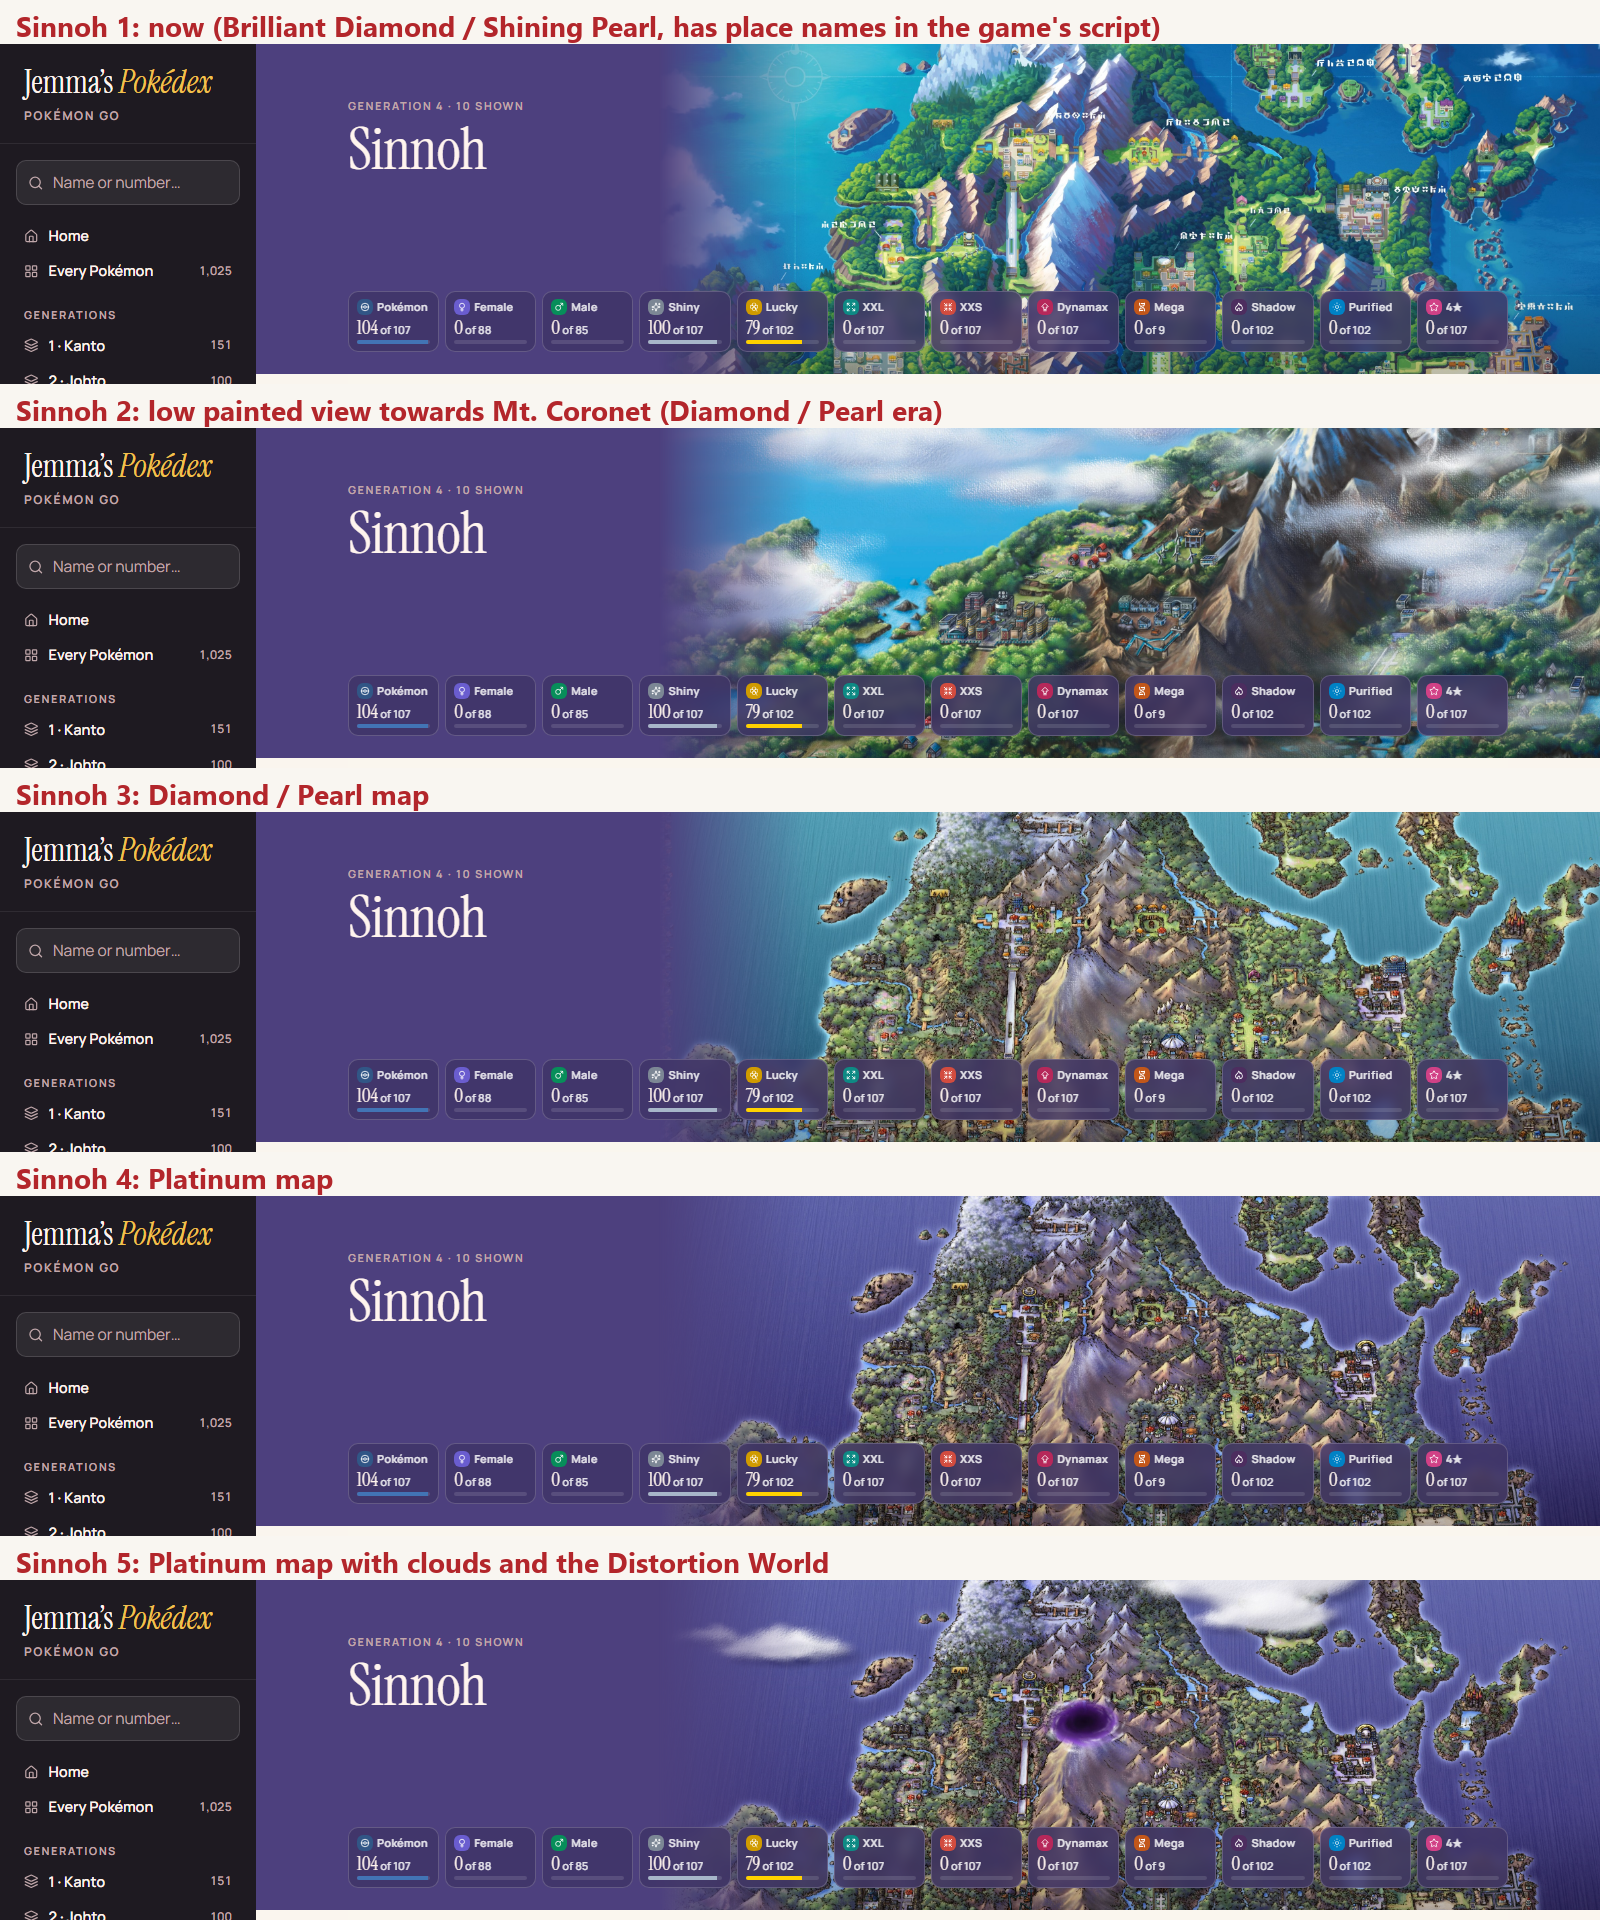 Sinnoh 1: now (Brilliant Diamond / Shining Pearl, has place names in the game's script)
Jemma's Pokédex
POKÉMON GO
Name or number...
Home
Every Pokémon 1,025
GENERATIONS
1 · Kanto 151
2 · Johto 100
GENERATION 4 · 10 SHOWN
Sinnoh
Pokémon Female Male Shiny Lucky XXL XXS Dynamax Mega Shadow Purified 4★
104 of 107 0 of 88 0 of 85 100 of 107 79 of 102 0 of 107 0 of 107 0 of 107 0 of 9 0 of 102 0 of 102 0 of 107
Sinnoh 2: low painted view towards Mt. Coronet (Diamond / Pearl era)
Jemma's Pokédex
POKÉMON GO
Name or number...
Home
Every Pokémon 1,025
GENERATIONS
1 · Kanto 151
2 · Johto 100
GENERATION 4 · 10 SHOWN
Sinnoh
Pokémon Female Male Shiny Lucky XXL XXS Dynamax Mega Shadow Purified 4★
104 of 107 0 of 88 0 of 85 100 of 107 79 of 102 0 of 107 0 of 107 0 of 107 0 of 9 0 of 102 0 of 102 0 of 107
Sinnoh 3: Diamond / Pearl map
Jemma's Pokédex
POKÉMON GO
Name or number...
Home
Every Pokémon 1,025
GENERATIONS
1 · Kanto 151
2 · Johto 100
GENERATION 4 · 10 SHOWN
Sinnoh
Pokémon Female Male Shiny Lucky XXL XXS Dynamax Mega Shadow Purified 4★
104 of 107 0 of 88 0 of 85 100 of 107 79 of 102 0 of 107 0 of 107 0 of 107 0 of 9 0 of 102 0 of 102 0 of 107
Sinnoh 4: Platinum map
Jemma's Pokédex
POKÉMON GO
Name or number...
Home
Every Pokémon 1,025
GENERATIONS
1 · Kanto 151
2 · Johto 100
GENERATION 4 · 10 SHOWN
Sinnoh
Pokémon Female Male Shiny Lucky XXL XXS Dynamax Mega Shadow Purified 4★
104 of 107 0 of 88 0 of 85 100 of 107 79 of 102 0 of 107 0 of 107 0 of 107 0 of 9 0 of 102 0 of 102 0 of 107
Sinnoh 5: Platinum map with clouds and the Distortion World
Jemma's Pokédex
POKÉMON GO
Name or number...
Home
Every Pokémon 1,025
GENERATIONS
1 · Kanto 151
2 · Johto 100
GENERATION 4 · 10 SHOWN
Sinnoh
Pokémon Female Male Shiny Lucky XXL XXS Dynamax Mega Shadow Purified 4★
104 of 107 0 of 88 0 of 85 100 of 107 79 of 102 0 of 107 0 of 107 0 of 107 0 of 9 0 of 102 0 of 102 0 of 107